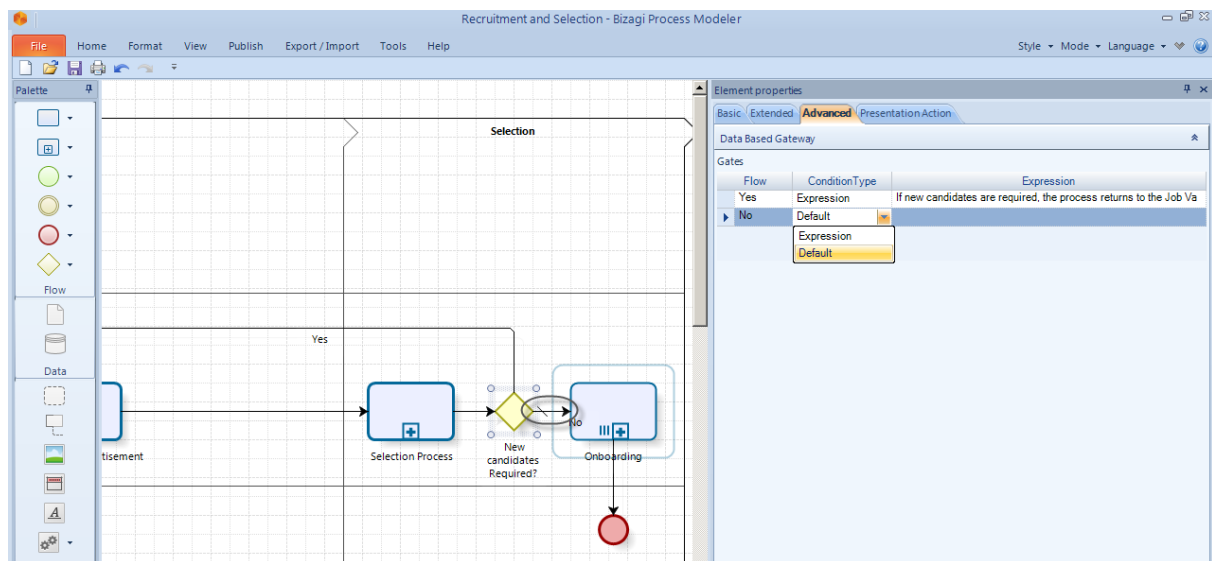 Recruitment and Selection - Bizagi Process Modeler
File Home Format View Publish Export / Import Tools Help Style Mode Language
Palette
Flow
Data
Selection
Yes
tisement
Selection Process
New
candidates
Required?
No
Onboarding
Element properties
Basic Extended Advanced Presentation Action
Data Based Gateway
Gates
Flow ConditionType Expression
Yes Expression If new candidates are required, the process returns to the Job Va
No Default
Expression
Default